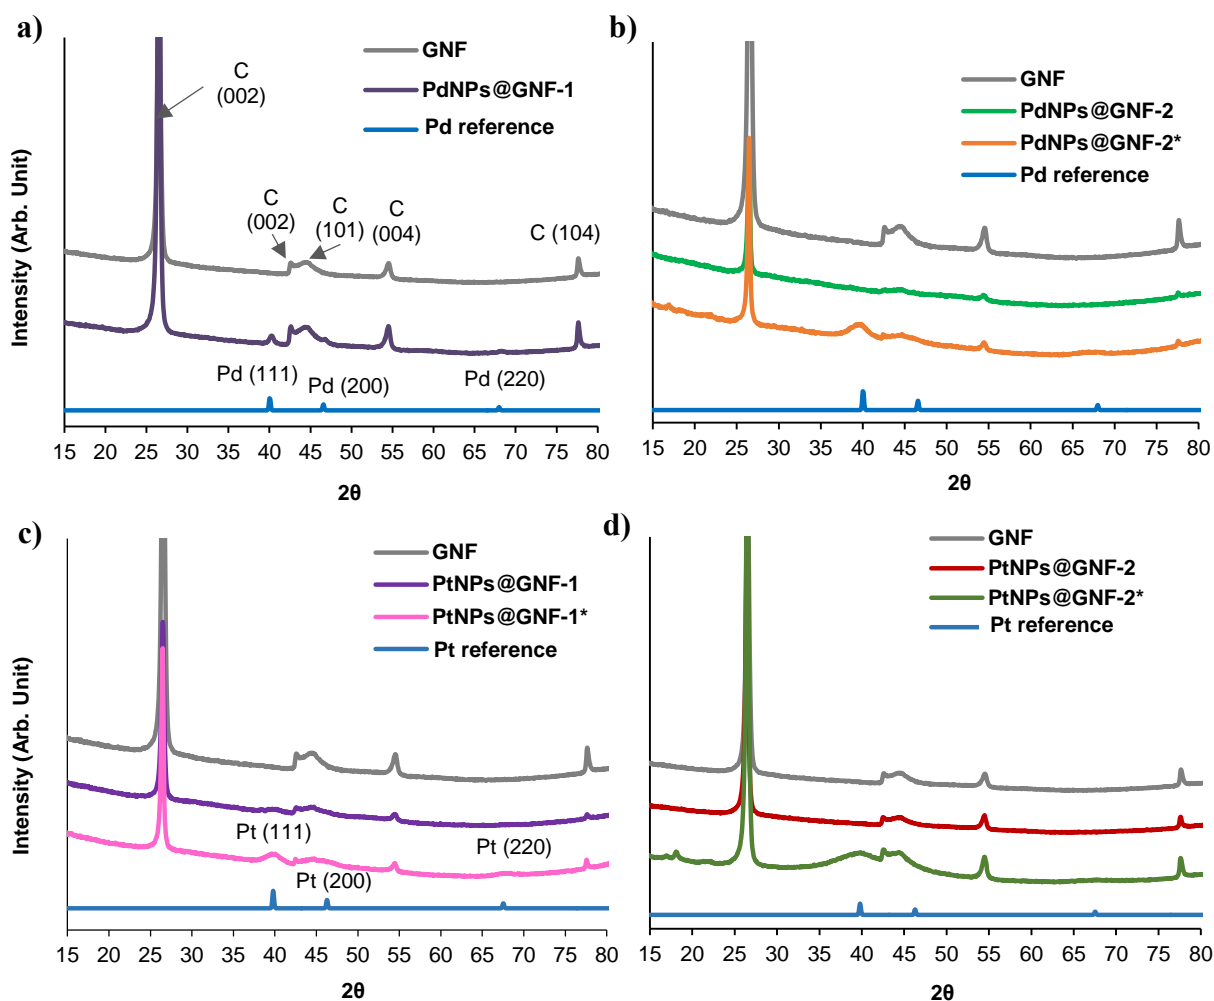 a)
GNF
PdNPs@GNF-1
Pd reference
C
(002)
C
(002)
C
(101)
C
(004)
C (104)
Pd (111)
Pd (200)
Pd (220)
Intensity (Arb. Unit)
15 20 25 30 35 40 45 50 55 60 65 70 75 80
2θ
b)
GNF
PdNPs@GNF-2
PdNPs@GNF-2*
Pd reference
15 20 25 30 35 40 45 50 55 60 65 70 75 80
2θ
c)
GNF
PtNPs@GNF-1
PtNPs@GNF-1*
Pt reference
Pt (111)
Pt (200)
Pt (220)
Intensity (Arb. Unit)
15 20 25 30 35 40 45 50 55 60 65 70 75 80
2θ
d)
GNF
PtNPs@GNF-2
PtNPs@GNF-2*
Pt reference
15 20 25 30 35 40 45 50 55 60 65 70 75 80
2θ